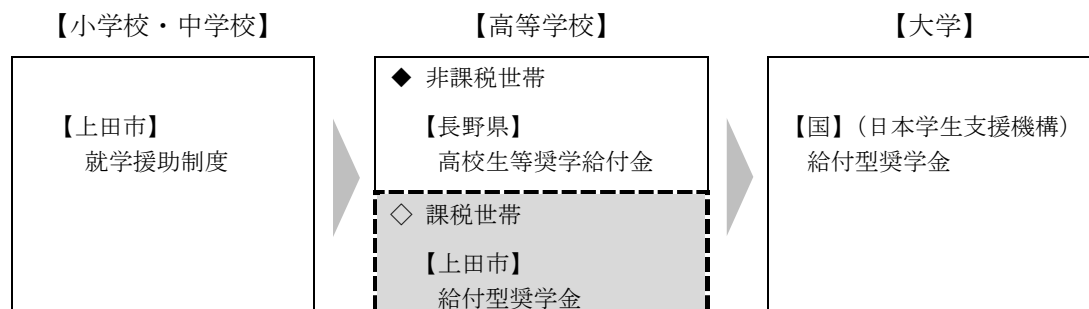 【小学校・中学校】
【高等学校】
【大学】
【上田市】
就学援助制度
◆ 非課税世帯
【長野県】
高校生等奨学給付金
◇ 課税世帯
【上田市】
給付型奨学金
【国】(日本学生支援機構)
給付型奨学金